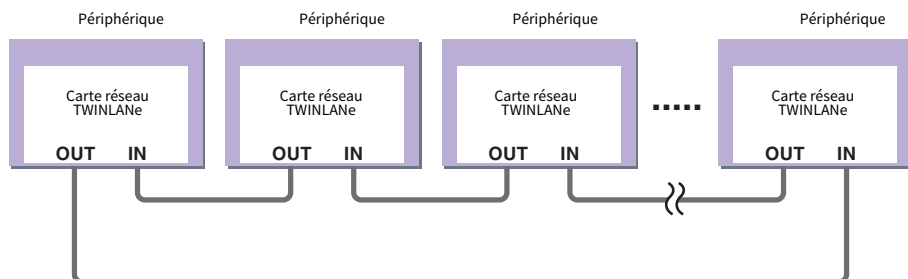 Périphérique Périphérique Périphérique Périphérique
Carte réseau Carte réseau Carte réseau Carte réseau
TWINLANe TWINLANe TWINLANe TWINLANe
OUT IN OUT IN OUT IN OUT IN